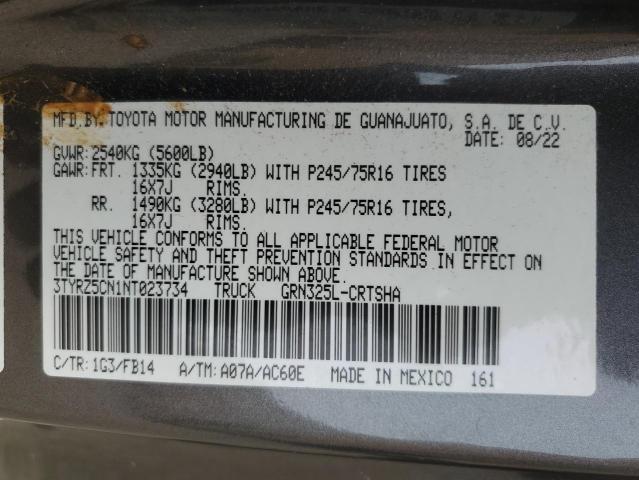 MFD.BY.TOYOTA MOTOR MANUFACTURING DE GUANAJUATO, S.A. DE C.V.
DATE: 08/22
GVWR:2540KG (5600LB)
GAWR:FRT. 1335KG (2940LB) WITH P245/75R16 TIRES
16X7J RIMS.
RR. 1490KG (3280LB) WITH P245/75R16 TIRES,
16X7J RIMS.
THIS VEHICLE CONFORMS TO ALL APPLICABLE FEDERAL MOTOR
VEHICLE SAFETY AND THEFT PREVENTION STANDARDS IN EFFECT ON
THE DATE OF MANUFACTURE SHOWN ABOVE.
3TYRZ5CN1NT023734 TRUCK GRN325L-CRTSHA
C/TR:1G3/FB14 A/TM:A07A/AC60E MADE IN MEXICO 161